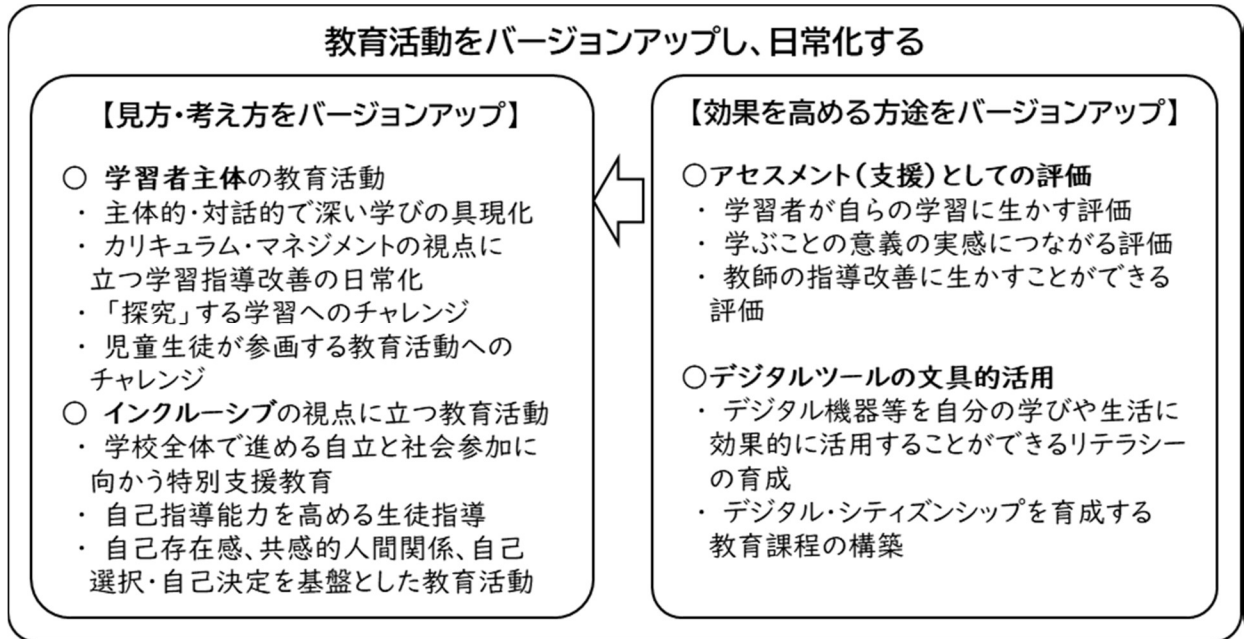 教育活動をバージョンアップし、日常化する
【見方・考え方をバージョンアップ】
○ 学習者主体の教育活動
・ 主体的・対話的で深い学びの具現化
・ カリキュラム・マネジメントの視点に
立つ学習指導改善の日常化
・ 「探究」する学習へのチャレンジ
・ 児童生徒が参画する教育活動への
チャレンジ
○ インクルーシブの視点に立つ教育活動
・ 学校全体で進める自立と社会参加に
向かう特別支援教育
・ 自己指導能力を高める生徒指導
・ 自己存在感、共感的人間関係、自己
選択・自己決定を基盤とした教育活動
【効果を高める方途をバージョンアップ】
○アセスメント（支援）としての評価
・ 学習者が自らの学習に生かす評価
・ 学ぶことの意義の実感につながる評価
・ 教師の指導改善に生かすことができる
評価
○デジタルツールの文具的活用
・ デジタル機器等を自分の学びや生活に
効果的に活用することができるリテラシー
の育成
・ デジタル・シティズンシップを育成する
教育課程の構築